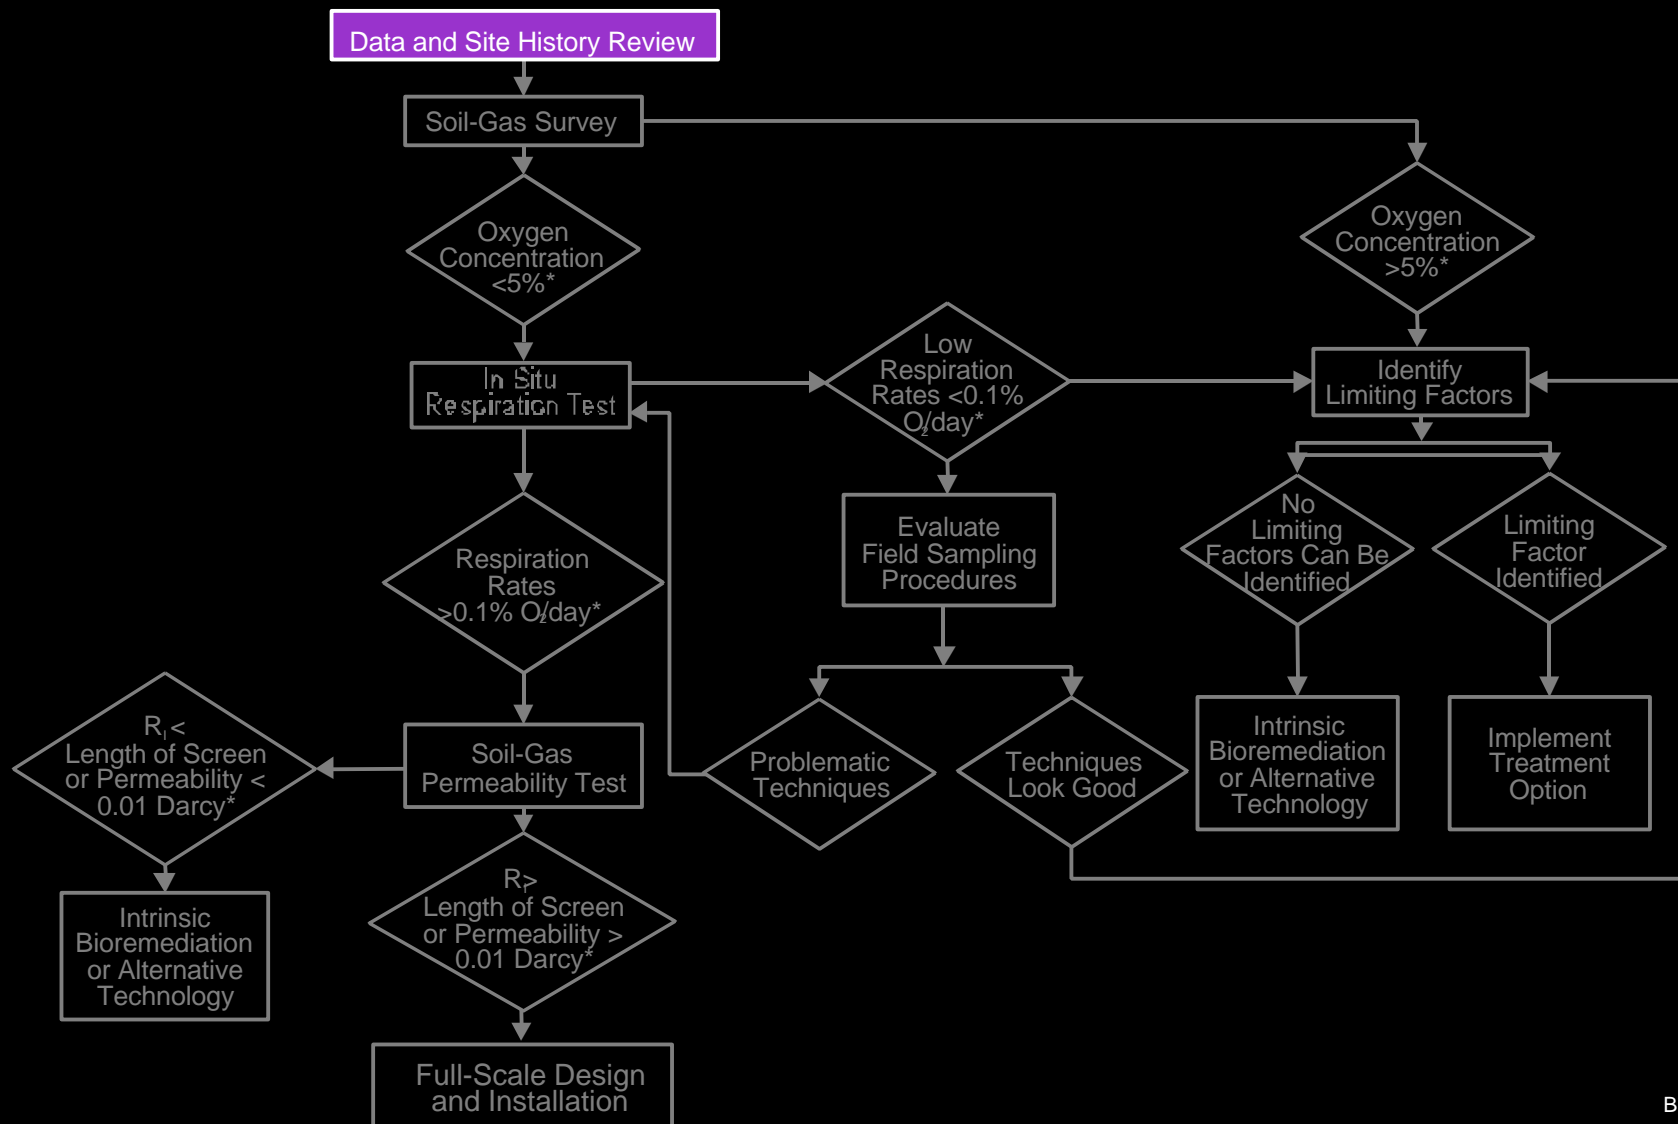 Data and Site History Review
Soil-Gas Survey
Oxygen
Concentration
<5%*
Oxygen
Concentration
>5%*
In Situ
Respiration Test
Low
Respiration
Rates <0.1%
O₂/day*
Identify
Limiting Factors
Respiration
Rates
>0.1% O₂/day*
Evaluate
Field Sampling
Procedures
No
Limiting
Factors Can Be
Identified
Limiting
Factor
Identified
R <
Length of Screen
or Permeability <
0.01 Darcy*
Soil-Gas
Permeability Test
Problematic
Techniques
Techniques
Look Good
Intrinsic
Bioremediation
or Alternative
Technology
Implement
Treatment
Option
Intrinsic
Bioremediation
or Alternative
Technology
R >
Length of Screen
or Permeability >
0.01 Darcy*
Full-Scale Design
and Installation
B